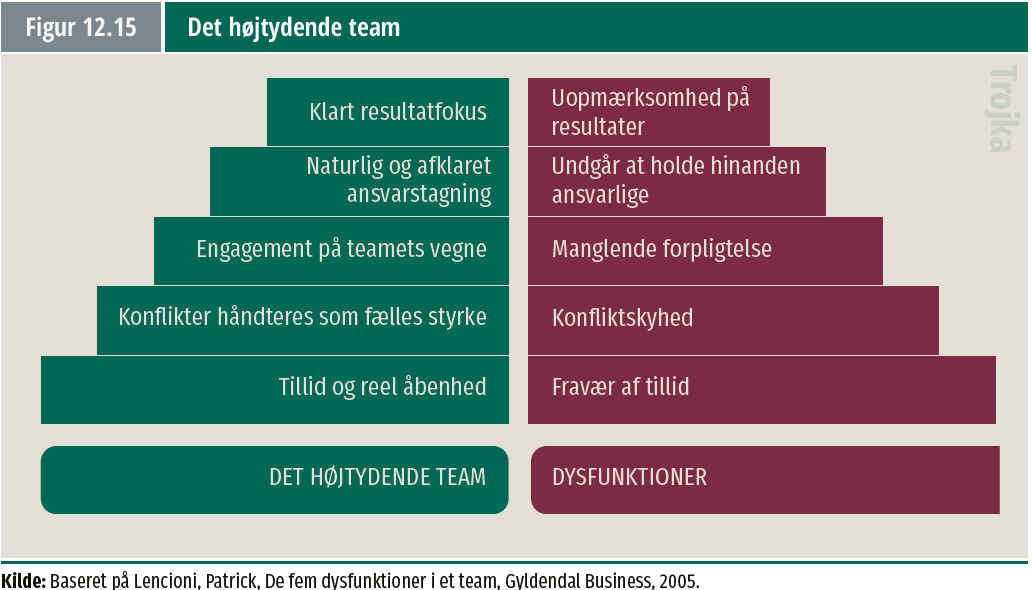 Figur 12.15
Det højtydende team
Trojka
Klart resultatfokus
Uopmærksomhed på
resultater
Naturlig og afklaret
ansvarstagning
Undgår at holde hinanden
ansvarlige
Engagement på teamets vegne
Manglende forpligtelse
Konflikter håndteres som fælles styrke
Konfliktskyhed
Tillid og reel åbenhed
Fravær af tillid
DET HØJTYDENDE TEAM
DYSFUNKTIONER
Kilde: Baseret på Lencioni, Patrick, De fem dysfunktioner i et team, Gyldendal Business, 2005.